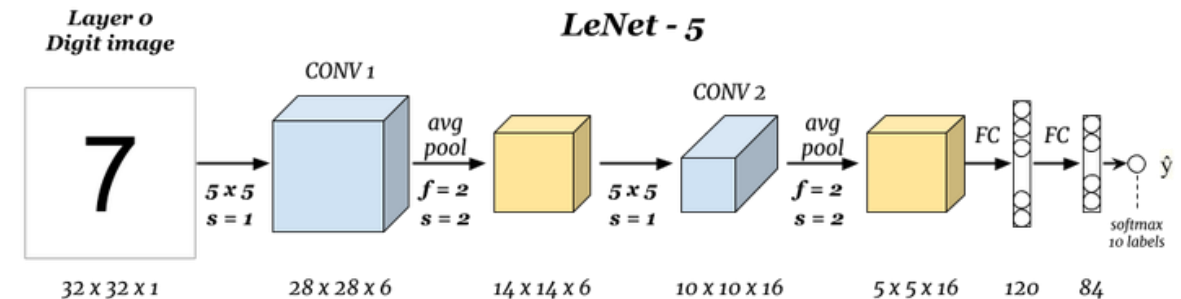 Layer 0
Digit image
LeNet - 5
7
5 x 5
s = 1
CONV 1
avg
pool
f = 2
s = 2
5 x 5
s = 1
CONV 2
avg
pool
f = 2
s = 2
FC
FC
ŷ
softmax
10 labels
32 x 32 x 1
28 x 28 x 6
14 x 14 x 6
10 x 10 x 16
5 x 5 x 16
120
84